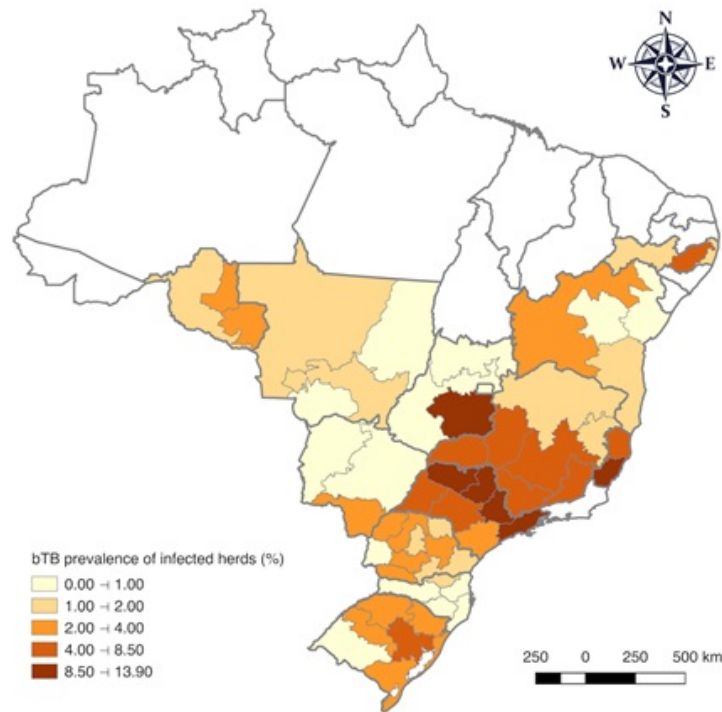 N
W E
S
bTB prevalence of infected herds (%)
0.00 ⊣ 1.00
1.00 ⊣ 2.00
2.00 ⊣ 4.00
4.00 ⊣ 8.50
8.50 ⊣ 13.90
250 0 250 500 km